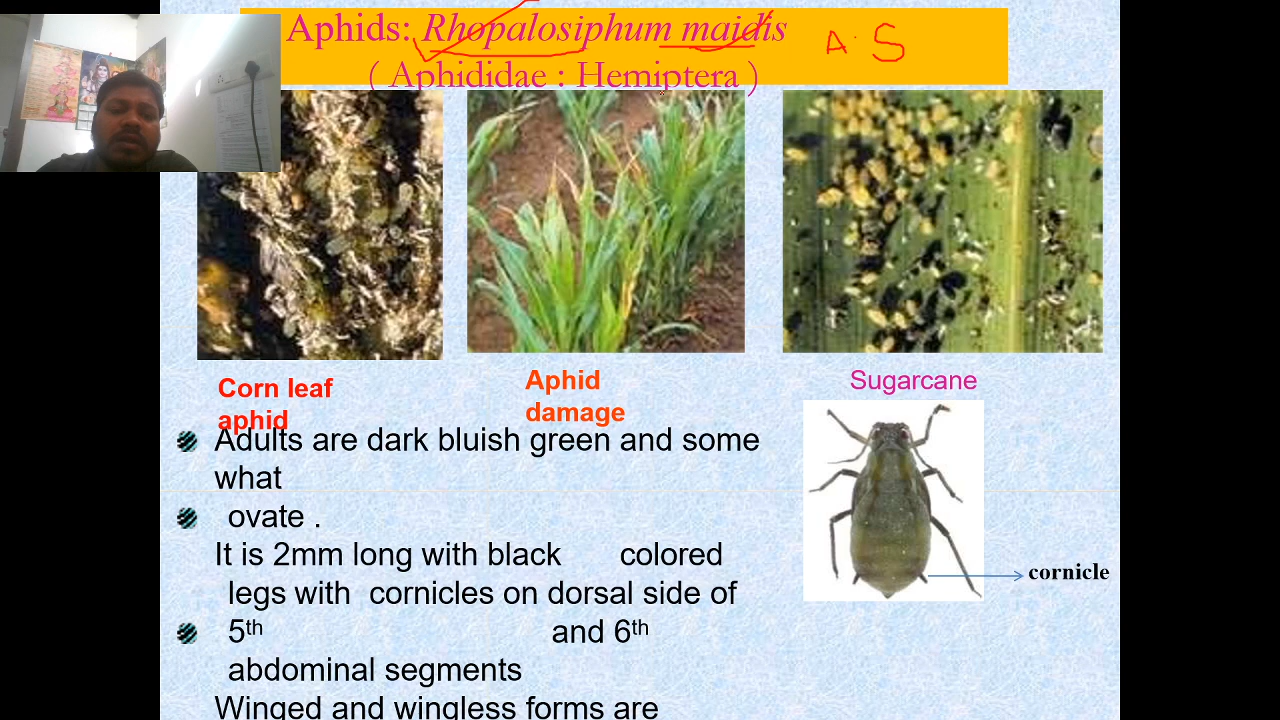 Aphids: Rhopalosiphum maidis
A. S
( Aphididae : Hemiptera )
Corn leaf
aphid
Aphid
damage
Sugarcane
Adults are dark bluish green and some
what
ovate .
It is 2mm long with black colored
legs with cornicles on dorsal side of
5th and 6th
abdominal segments
Winged and wingless forms are
cornicle